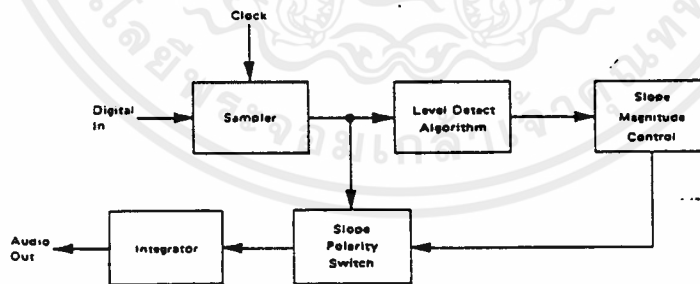 Clock
Digital
In
Sampler
Level Detect
Algorithm
Slope
Magnitude
Control
Audio
Out
Integrator
Slope
Polarity
Switch